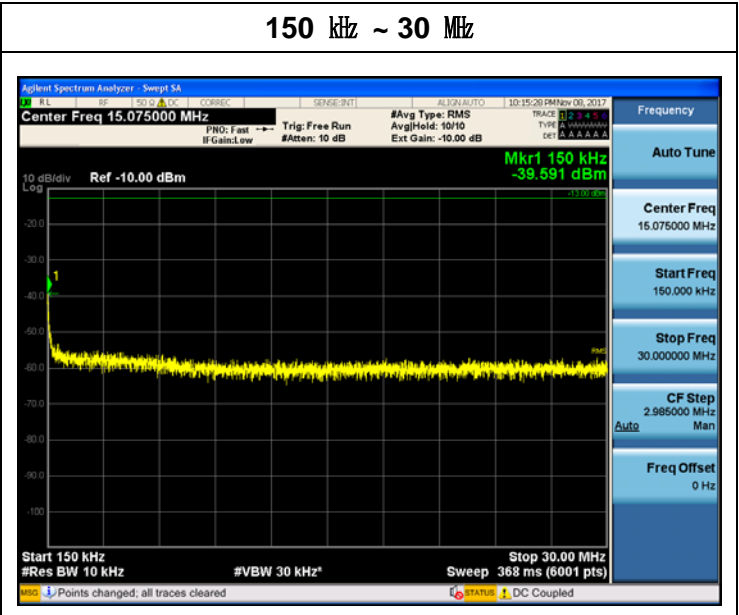 150 ㎑ ~ 30 ㎒
Agilent Spectrum Analyzer - Swept SA
RL RF 50 Ω DC CORREC SENSE:INT ALIGN AUTO 10:15:28 PM Nov 08, 2017
Center Freq 15.075000 MHz
PNO: Fast
IFGain:Low
Trig: Free Run
#Atten: 10 dB
#Avg Type: RMS
Avg|Hold: 10/10
Ext Gain: -10.00 dB
TRACE 1 2 3 4 5 6
TYPE A
DET A A A A A A
Mkr1 150 kHz
-39.591 dBm
10 dB/div Ref -10.00 dBm
Log
-13.00 dBm
-20.0
-30.0
1
-40.0
-50.0
RMS
-60.0
-70.0
-80.0
-90.0
-100
Start 150 kHz Stop 30.00 MHz
#Res BW 10 kHz #VBW 30 kHz* Sweep 368 ms (6001 pts)
MSG Points changed; all traces cleared STATUS DC Coupled
Frequency
Auto Tune
Center Freq
15.075000 MHz
Start Freq
150.000 kHz
Stop Freq
30.000000 MHz
CF Step
2.985000 MHz
Auto Man
Freq Offset
0 Hz